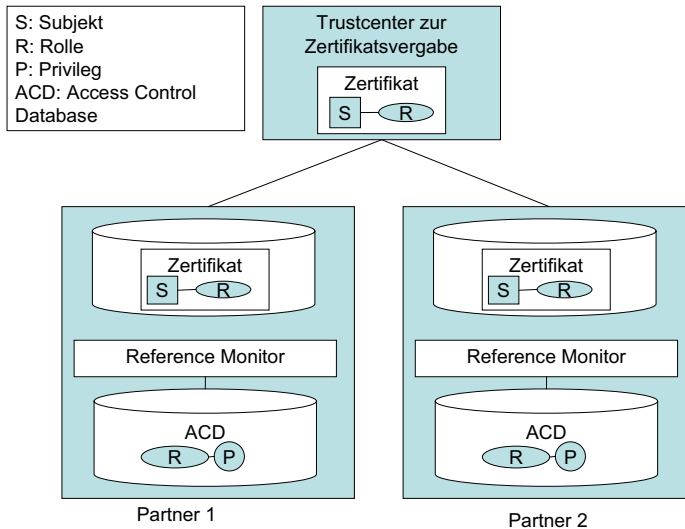 S: Subjekt
R: Rolle
P: Privileg
ACD: Access Control
Database
Trustcenter zur
Zertifikatsvergabe
Zertifikat
S
R
Zertifikat
S
R
Reference Monitor
ACD
R
P
Partner 1
Zertifikat
S
R
Reference Monitor
ACD
R
P
Partner 2